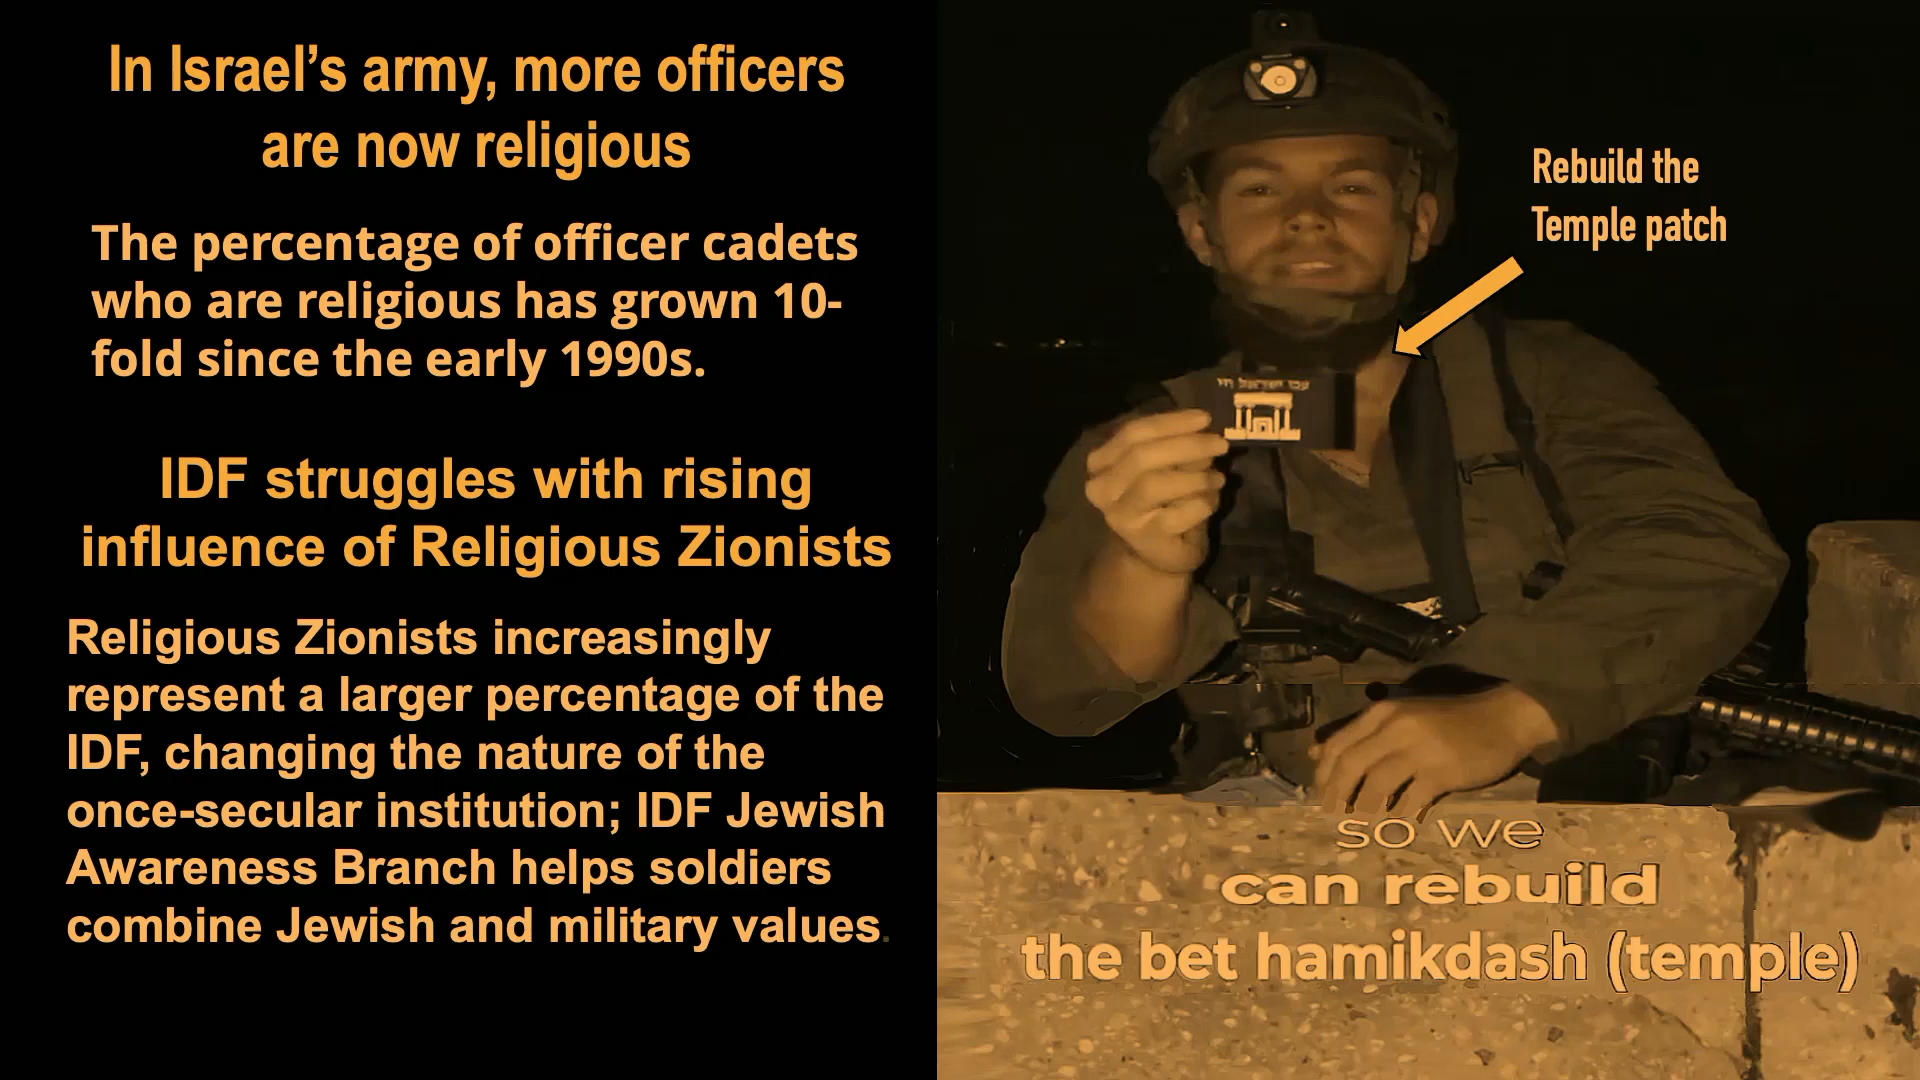 In Israel’s army, more officers
are now religious
The percentage of officer cadets
who are religious has grown 10-
fold since the early 1990s.
IDF struggles with rising
influence of Religious Zionists
Religious Zionists increasingly
represent a larger percentage of the
IDF, changing the nature of the
once-secular institution; IDF Jewish
Awareness Branch helps soldiers
combine Jewish and military values.
Rebuild the
Temple patch
עם ישראל חי
so we
can rebuild
the bet hamikdash (temple)